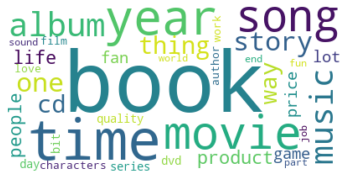 album year song
sound film fan thing story work
life love world author end lot
one book way music
people cd price fun
time movie
bit quality product game job
day characters series dvd part